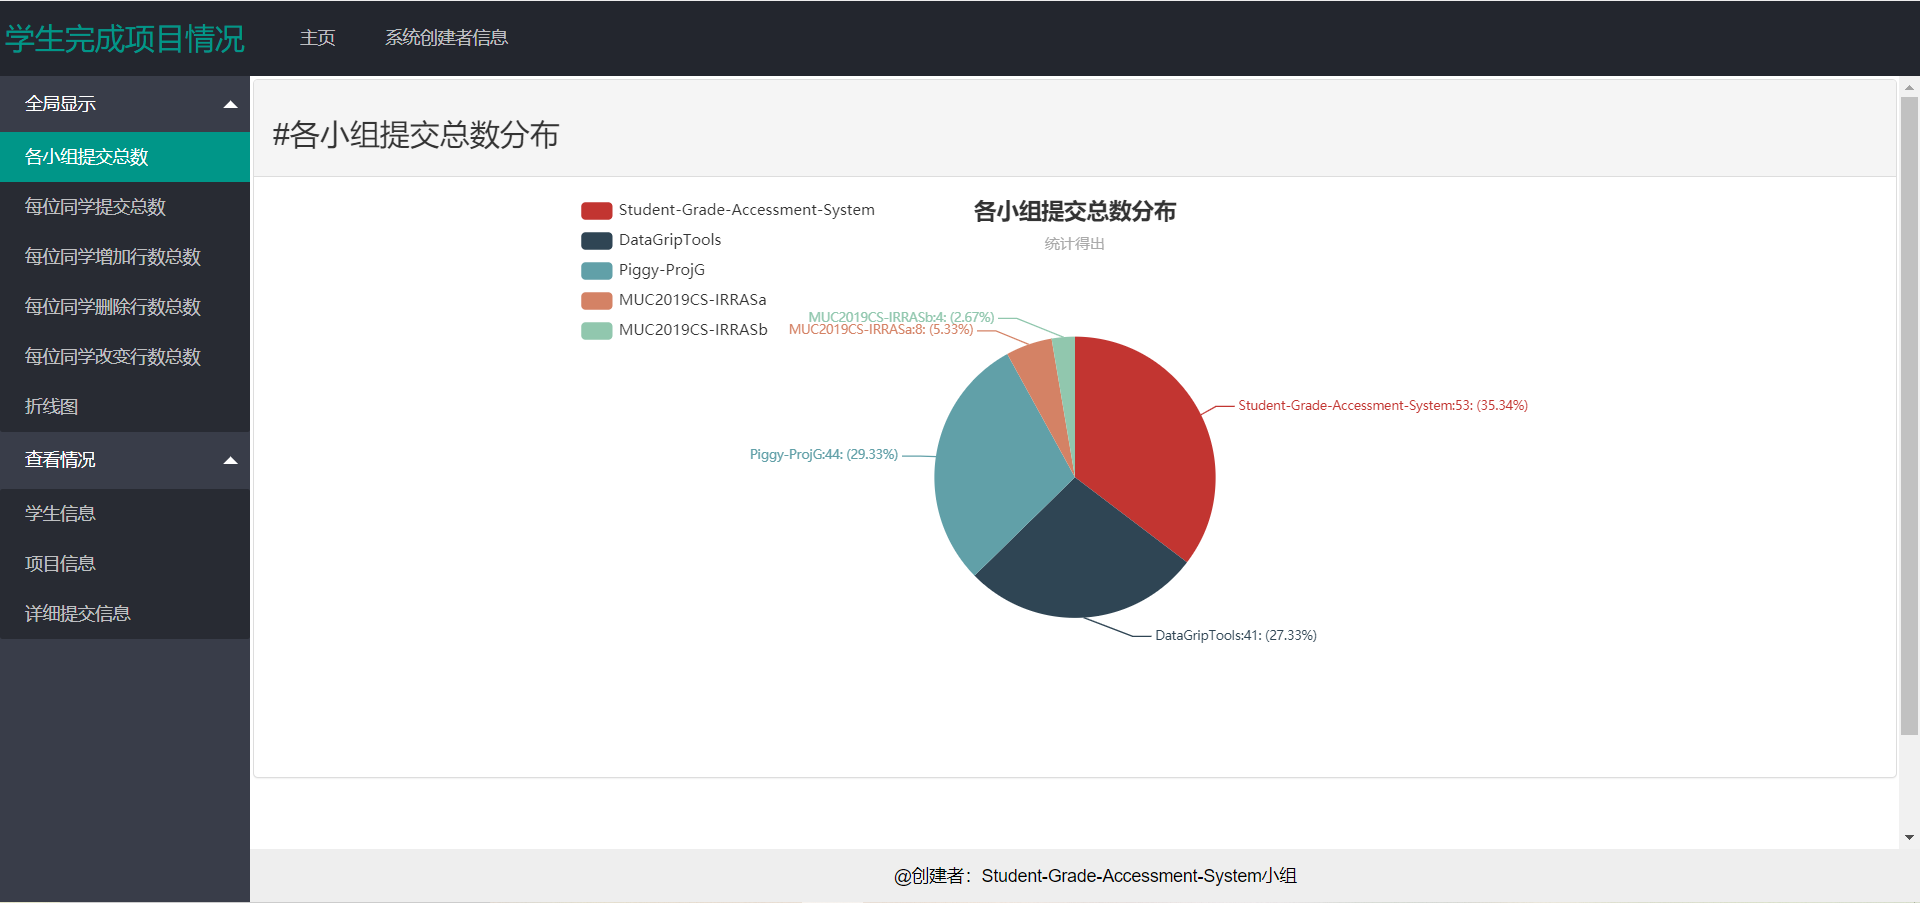 学生完成项目情况
主页
系统创建者信息
全局显示
各小组提交总数
每位同学提交总数
每位同学增加行数总数
每位同学删除行数总数
每位同学改变行数总数
折线图
查看情况
学生信息
项目信息
详细提交信息
#各小组提交总数分布
Student-Grade-Accessment-System
DataGripTools
Piggy-ProjG
MUC2019CS-IRRASa
MUC2019CS-IRRASb
各小组提交总数分布
统计得出
MUC2019CS-IRRASb:4: (2.67%)
MUC2019CS-IRRASa:8: (5.33%)
Student-Grade-Accessment-System:53: (35.34%)
Piggy-ProjG:44: (29.33%)
DataGripTools:41: (27.33%)
@创建者：Student-Grade-Accessment-System小组